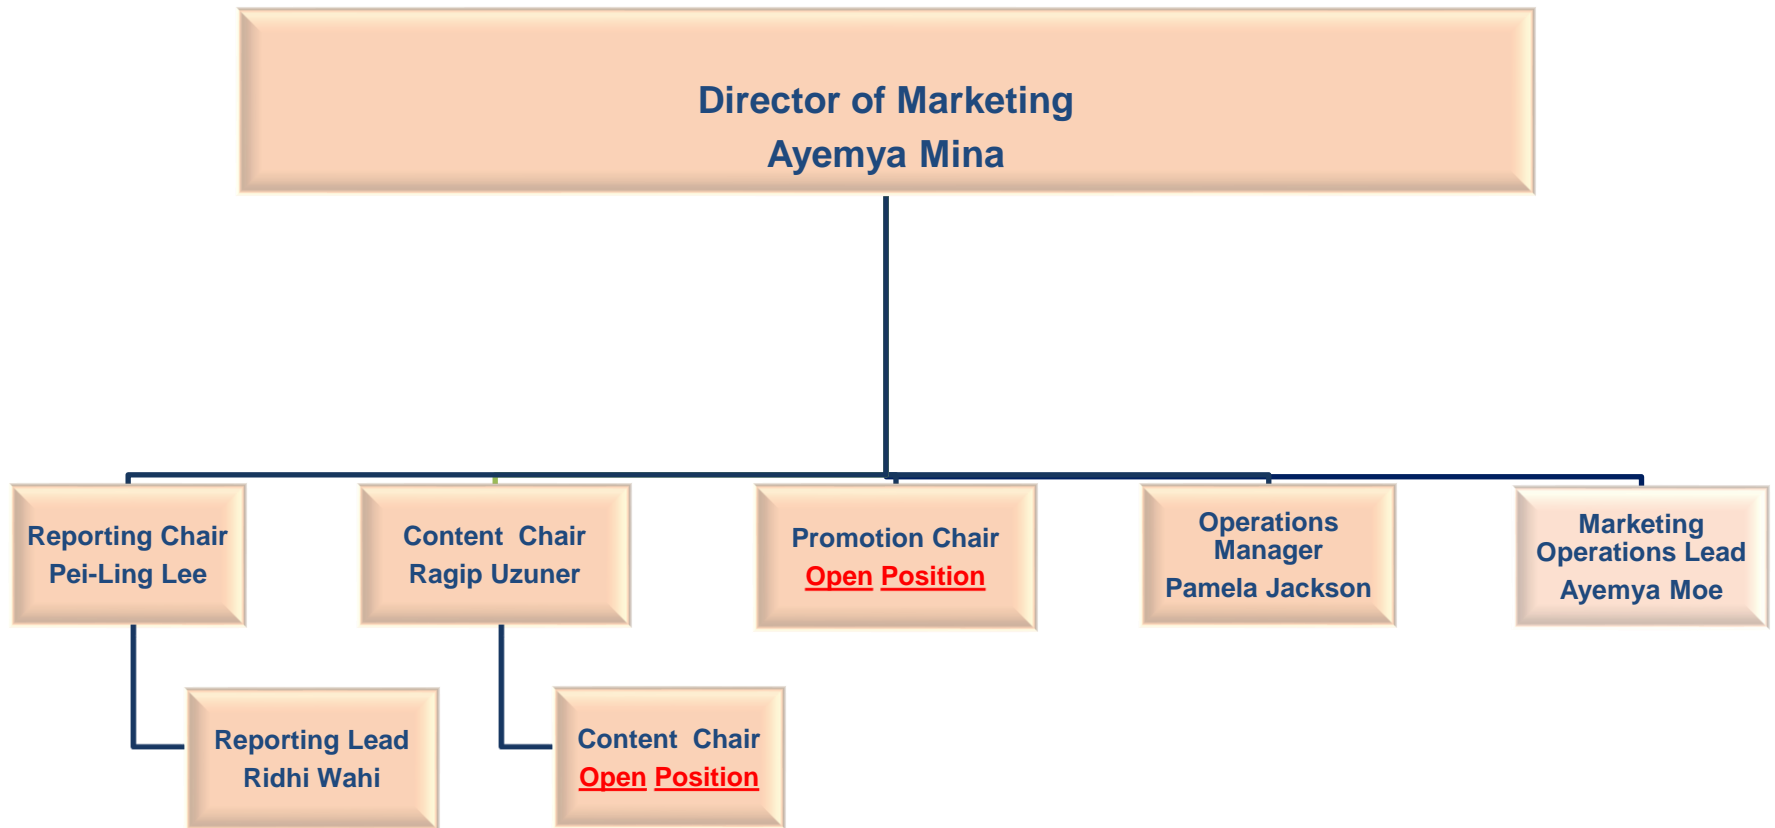 Director of Marketing
Ayemya Mina
Reporting Chair
Pei-Ling Lee
Content  Chair
Ragip Uzuner
Promotion Chair
Open Position
Operations
Manager
Pamela Jackson
Marketing
Operations Lead
Ayemya Moe
Reporting Lead
Ridhi Wahi
Content  Chair
Open Position